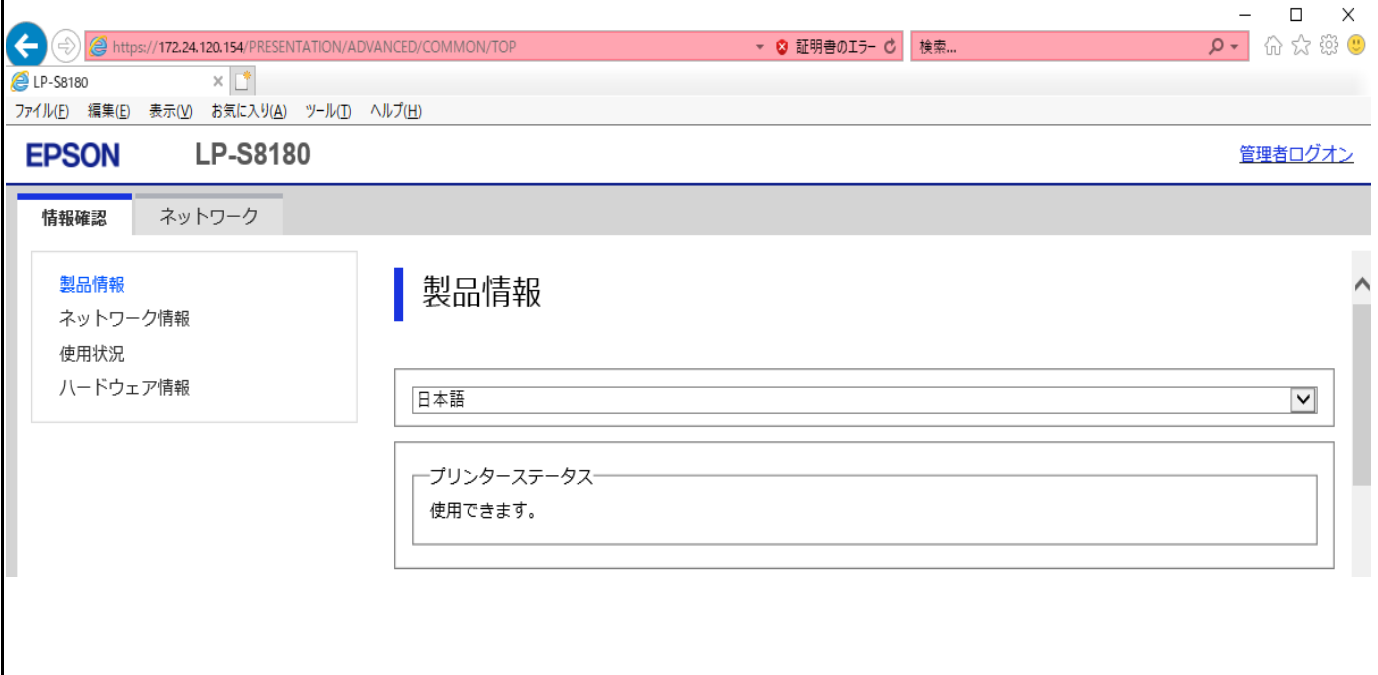 https://172.24.120.154/PRESENTATION/ADVANCED/COMMON/TOP 証明書のエラー 検索...
LP-S8180
ファイル(F) 編集(E) 表示(V) お気に入り(A) ツール(T) ヘルプ(H)
EPSON LP-S8180 管理者ログオン
情報確認 ネットワーク
製品情報
ネットワーク情報
使用状況
ハードウェア情報
製品情報
日本語
プリンターステータス
使用できます。